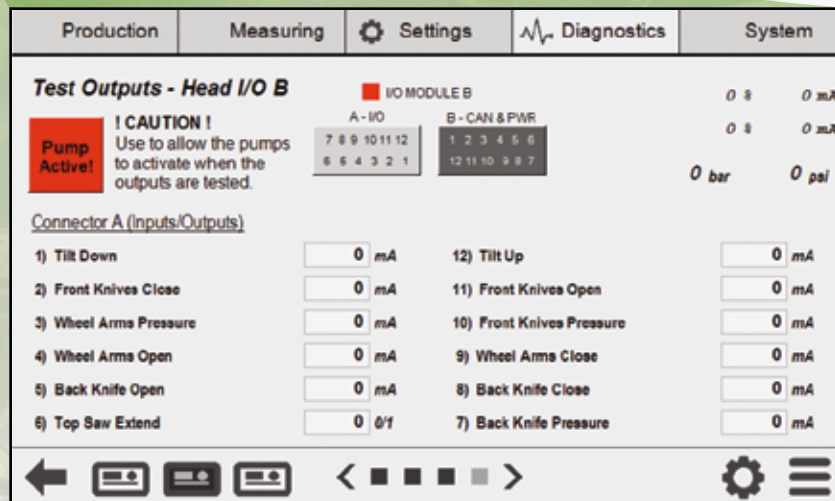 Production Measuring Settings Diagnostics System
Test Outputs - Head I/O B
I/O MODULE B
0 % 0 mA
Pump Active!
! CAUTION !
Use to allow the pumps
to activate when the
outputs are tested.
A - I/O
7 8 9 10 11 12
6 5 4 3 2 1
B - CAN & PWR
1 2 3 4 5 6
12 11 10 9 8 7
0 % 0 mA
0 bar 0 psi
Connector A (Inputs/Outputs)
1) Tilt Down 0 mA 12) Tilt Up 0 mA
2) Front Knives Close 0 mA 11) Front Knives Open 0 mA
3) Wheel Arms Pressure 0 mA 10) Front Knives Pressure 0 mA
4) Wheel Arms Open 0 mA 9) Wheel Arms Close 0 mA
5) Back Knife Open 0 mA 8) Back Knife Close 0 mA
6) Top Saw Extend 0 0/1 7) Back Knife Pressure 0 mA